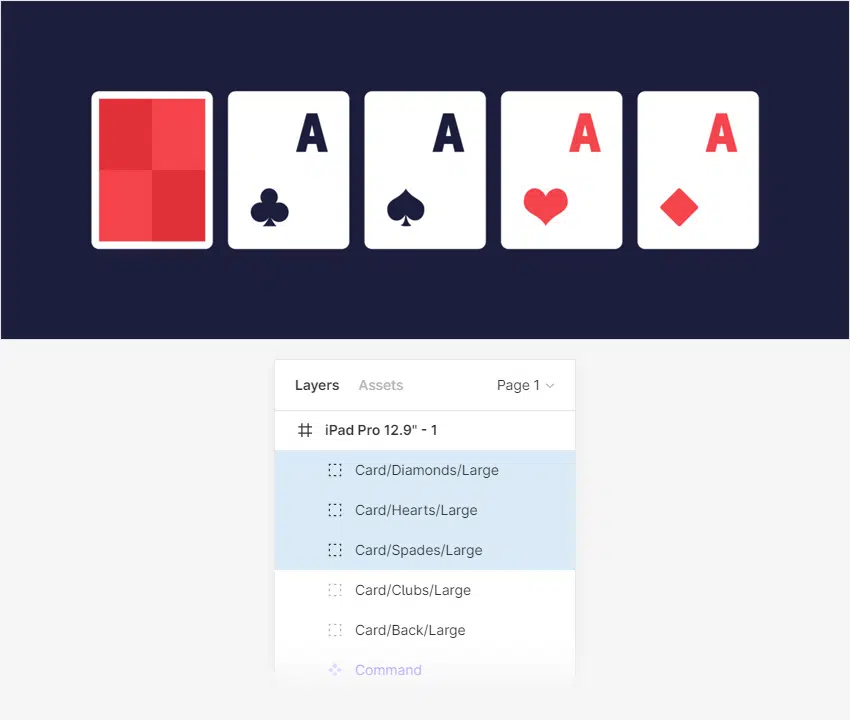 A A A A
Layers Assets Page 1
iPad Pro 12.9" - 1
Card/Diamonds/Large
Card/Hearts/Large
Card/Spades/Large
Card/Clubs/Large
Card/Back/Large
Command